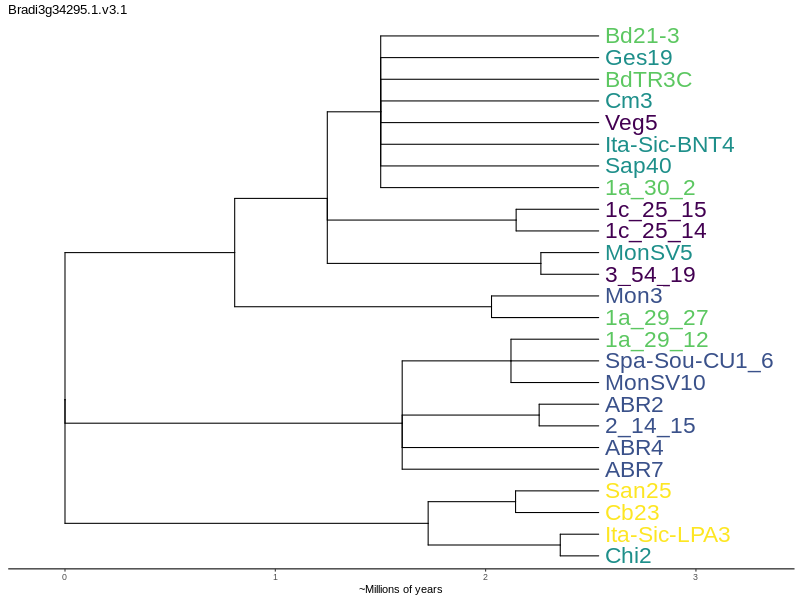 Bradi3g34295.1.v3.1
Bd21-3
Ges19
BdTR3C
Cm3
Veg5
Ita-Sic-BNT4
Sap40
1a_30_2
1c_25_15
1c_25_14
MonSV5
3_54_19
Mon3
1a_29_27
1a_29_12
Spa-Sou-CU1_6
MonSV10
ABR2
2_14_15
ABR4
ABR7
San25
Cb23
Ita-Sic-LPA3
Chi2
0 1 2 3
~Millions of years